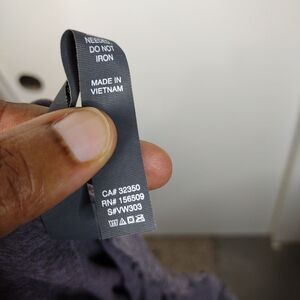 NEEDED
DO NOT
IRON
MADE IN
VIETNAM
CA# 32350
RN# 156509
S#VW303